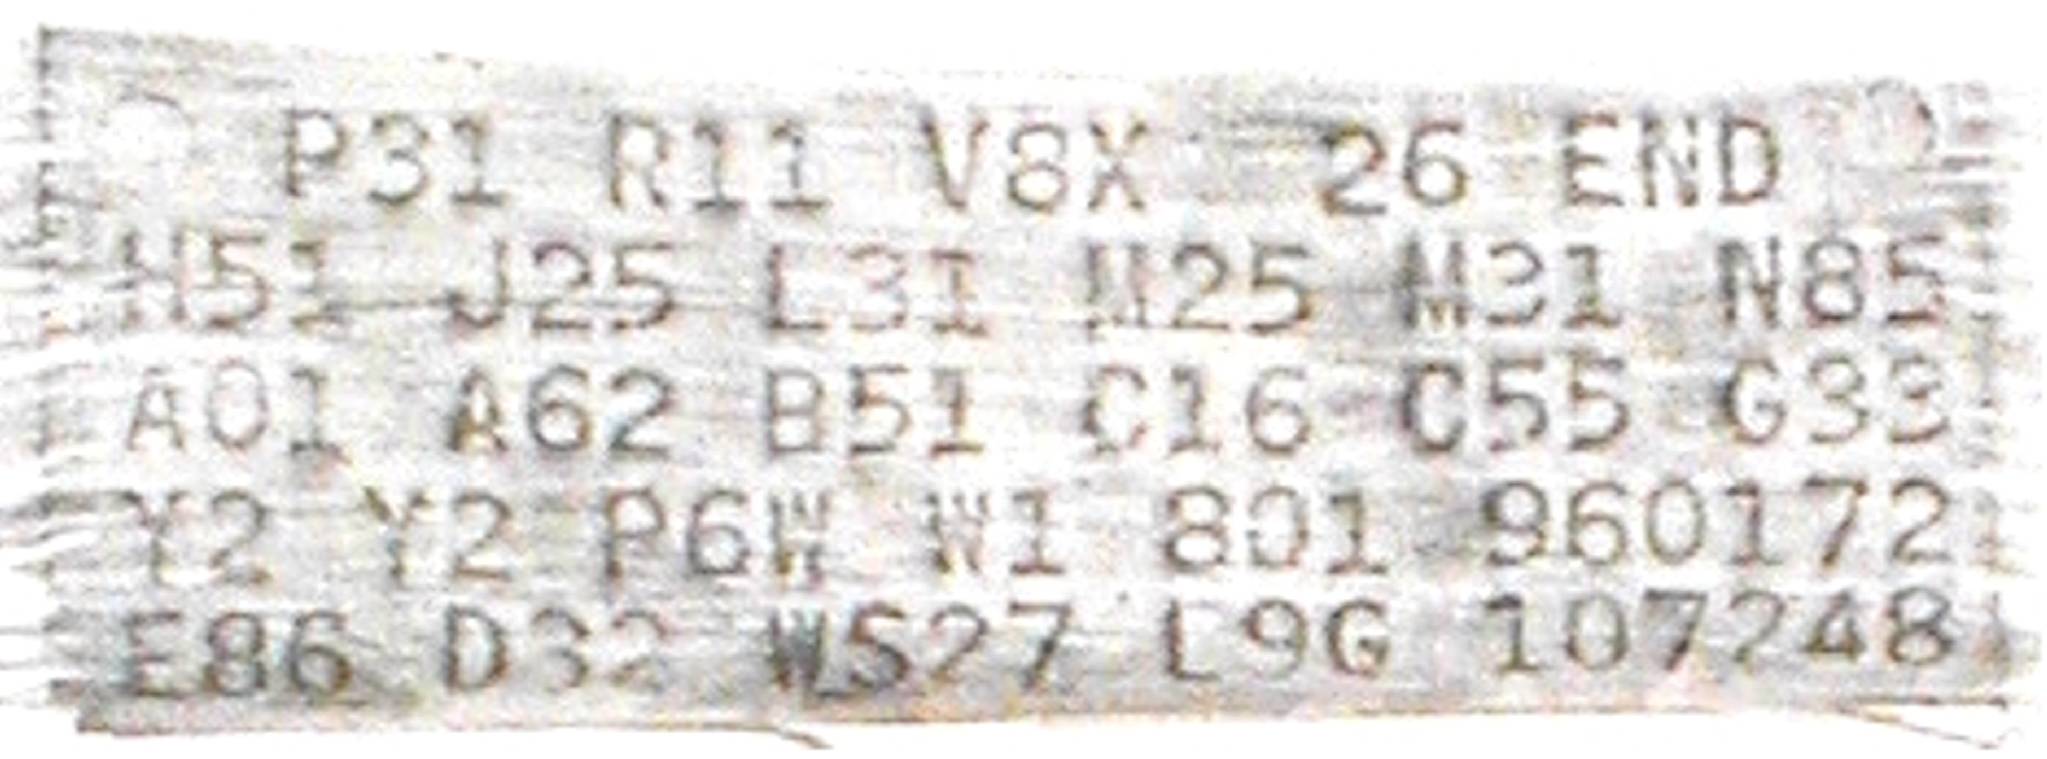 P31 R11 V8X 26 END
H51 J25 L31 M25 M31 N85
A01 A62 B51 C16 C55 G33
Y2 Y2 P6W W1 801 960172
E86 D32 W527 L9G 107248